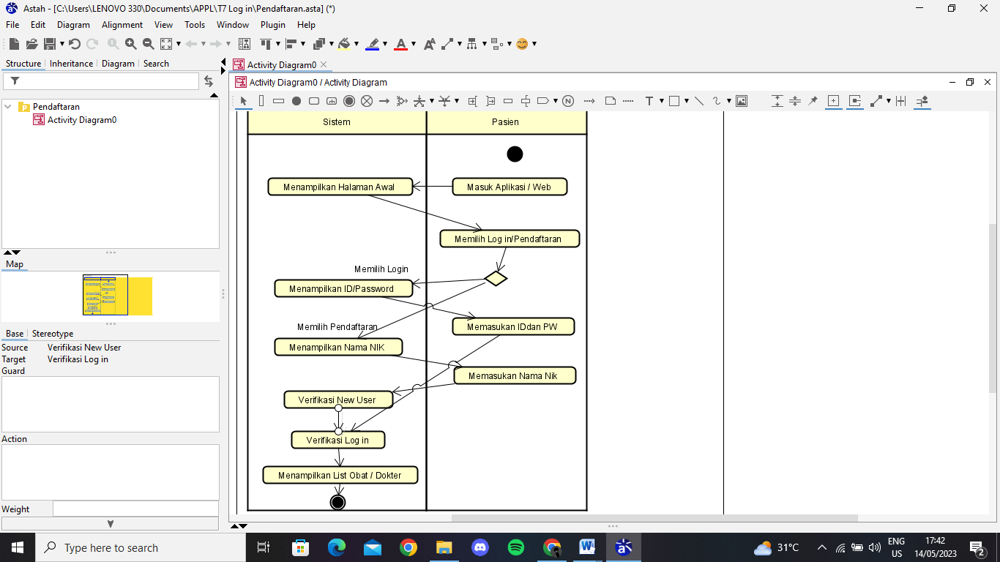 Astah - [C:\Users\LENOVO 330\Documents\APPL\T7 Log in\Pendaftaran.asta] (*)
File Edit Diagram Alignment View Tools Window Plugin Help
Structure Inheritance Diagram Search
Activity Diagram0
Activity Diagram0 / Activity Diagram
Pendaftaran
Activity Diagram0
Map
Base Stereotype
Source Verifikasi New User
Target Verifikasi Log in
Guard
Action
Weight
Sistem Pasien
Menampilkan Halaman Awal Masuk Aplikasi / Web
Memilih Log in/Pendaftaran
Memilih Login
Menampilkan ID/Password
Memilih Pendaftaran Memasukan IDdan PW
Menampilkan Nama NIK
Memasukan Nama Nik
Verifikasi New User
Verifikasi Log in
Menampilkan List Obat / Dokter
Type here to search
31°C
ENG
US
17:42
14/05/2023
2